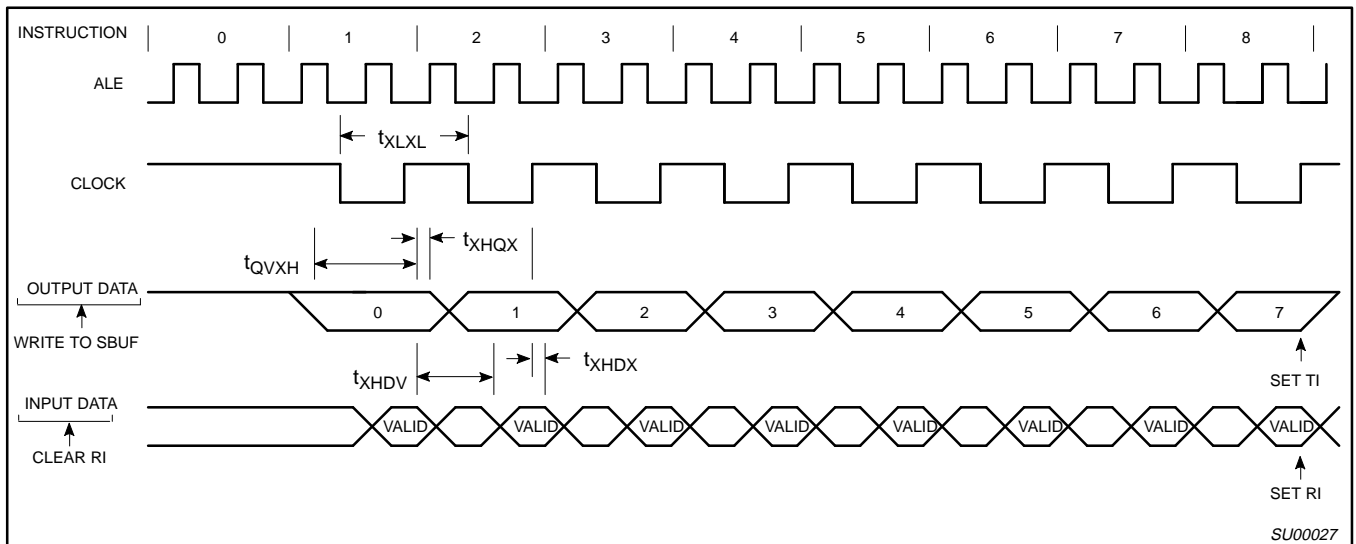 INSTRUCTION 0 1 2 3 4 5 6 7 8
ALE
tXLXL
CLOCK
tXHQX
tQVXH
OUTPUT DATA
0 1 2 3 4 5 6 7
WRITE TO SBUF
tXHDX
tXHDV
SET TI
INPUT DATA
VALID VALID VALID VALID VALID VALID VALID VALID
CLEAR RI
SET RI
SU00027